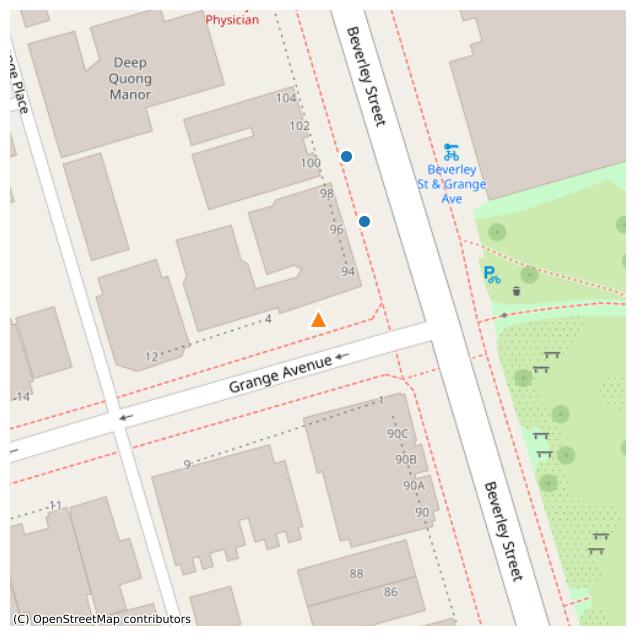 Physician
Beverley Street
nge Place
Deep
Quong
Manor
104
102
100
98
96
94
Beverley
St & Grange
Ave
4
12
Grange Avenue
14
1
90C
90B
90A
90
9
11
Beverley Street
88
86
(C) OpenStreetMap contributors